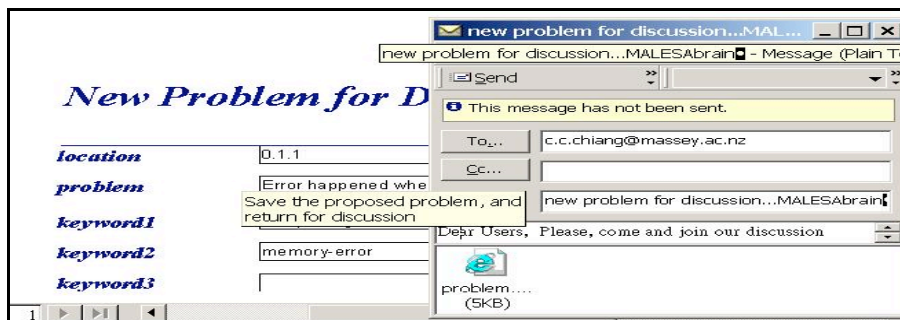 new problem for discussion...MAL...
new problem for discussion...MALESAbrain - Message (Plain T
Send
New Problem for D
This message has not been sent.
To...
c.c.chiang@massey.ac.nz
location
0.1.1
Cc...
problem
Error happened whe
Save the proposed problem, and
return for discussion
new problem for discussion...MALESAbrain
keyword1
Dear Users, Please, come and join our discussion
keyword2
memory-error
keyword3
problem....
(5KB)
1